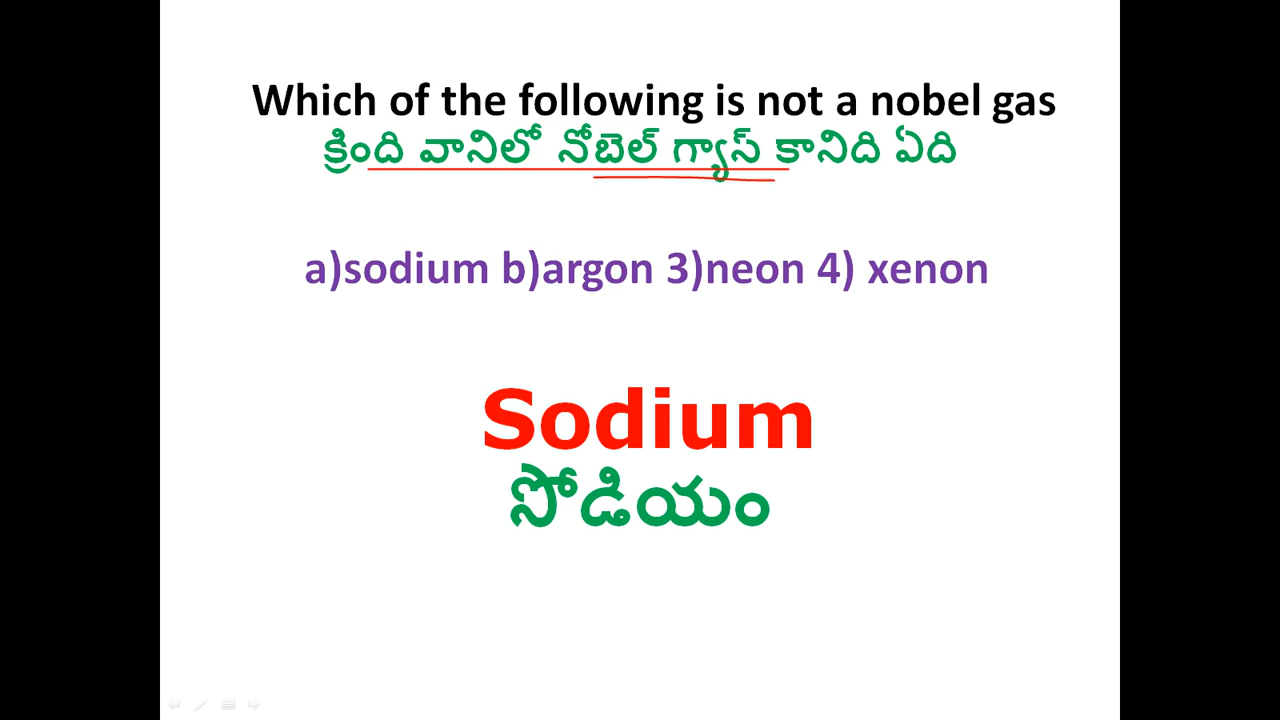 Which of the following is not a nobel gas
క్రింది వానిలో నోబెల్ గ్యాస్ కానిది ఏది
a)sodium b)argon 3)neon 4) xenon
Sodium
సోడియం